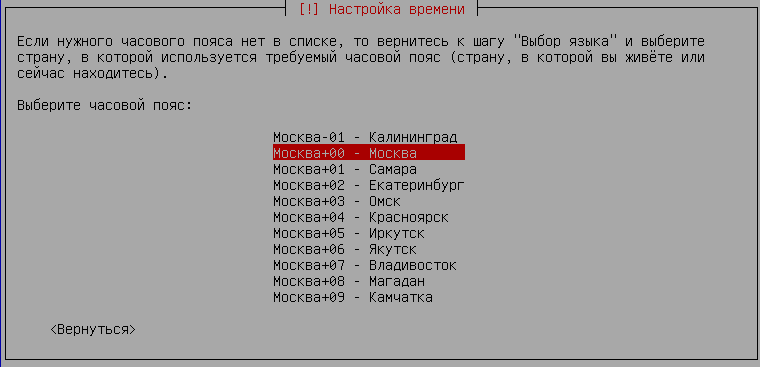 [!] Настройка времени
Если нужного часового пояса нет в списке, то вернитесь к шагу "Выбор языка" и выберите
страну, в которой используется требуемый часовой пояс (страну, в которой вы живёте или
сейчас находитесь).
Выберите часовой пояс:
Москва-01 - Калининград
Москва+00 - Москва
Москва+01 - Самара
Москва+02 - Екатеринбург
Москва+03 - Омск
Москва+04 - Красноярск
Москва+05 - Иркутск
Москва+06 - Якутск
Москва+07 - Владивосток
Москва+08 - Магадан
Москва+09 - Камчатка
<Вернуться>